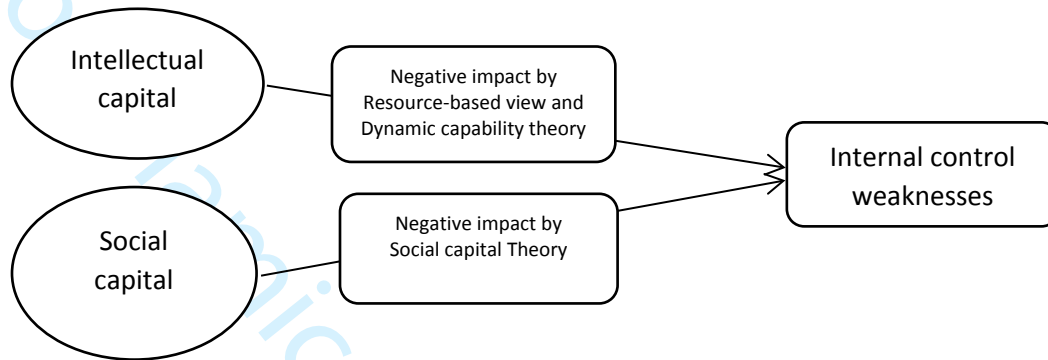 Intellectual
capital
Negative impact by
Resource-based view and
Dynamic capability theory
Internal control
weaknesses
Social
capital
Negative impact by
Social capital Theory